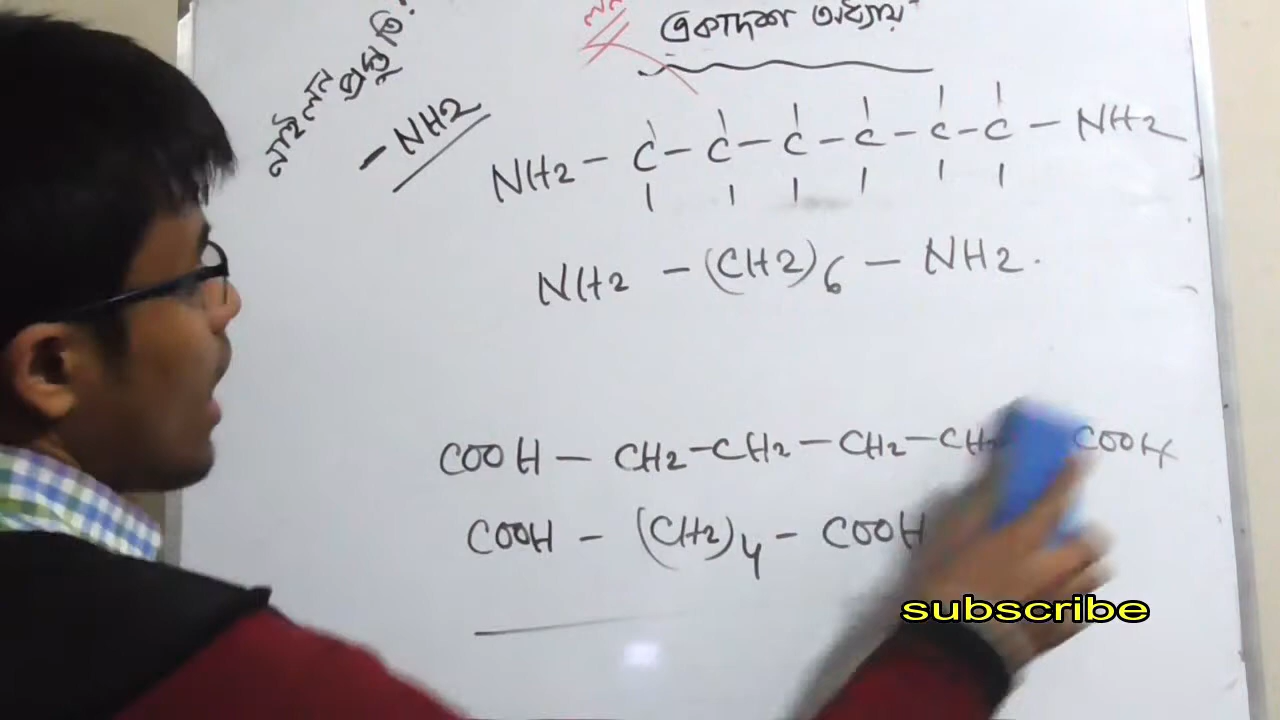 একাদশ অধ্যায়
নাইলন
প্রস্তুতি:
- NH2
NH2 - C - C - C - C - C - C - NH2
NH2 - (CH2)6 - NH2.
COOH - CH2 - CH2 - CH2 - CH2 COOH
COOH - (CH2)4 - COOH
subscribe